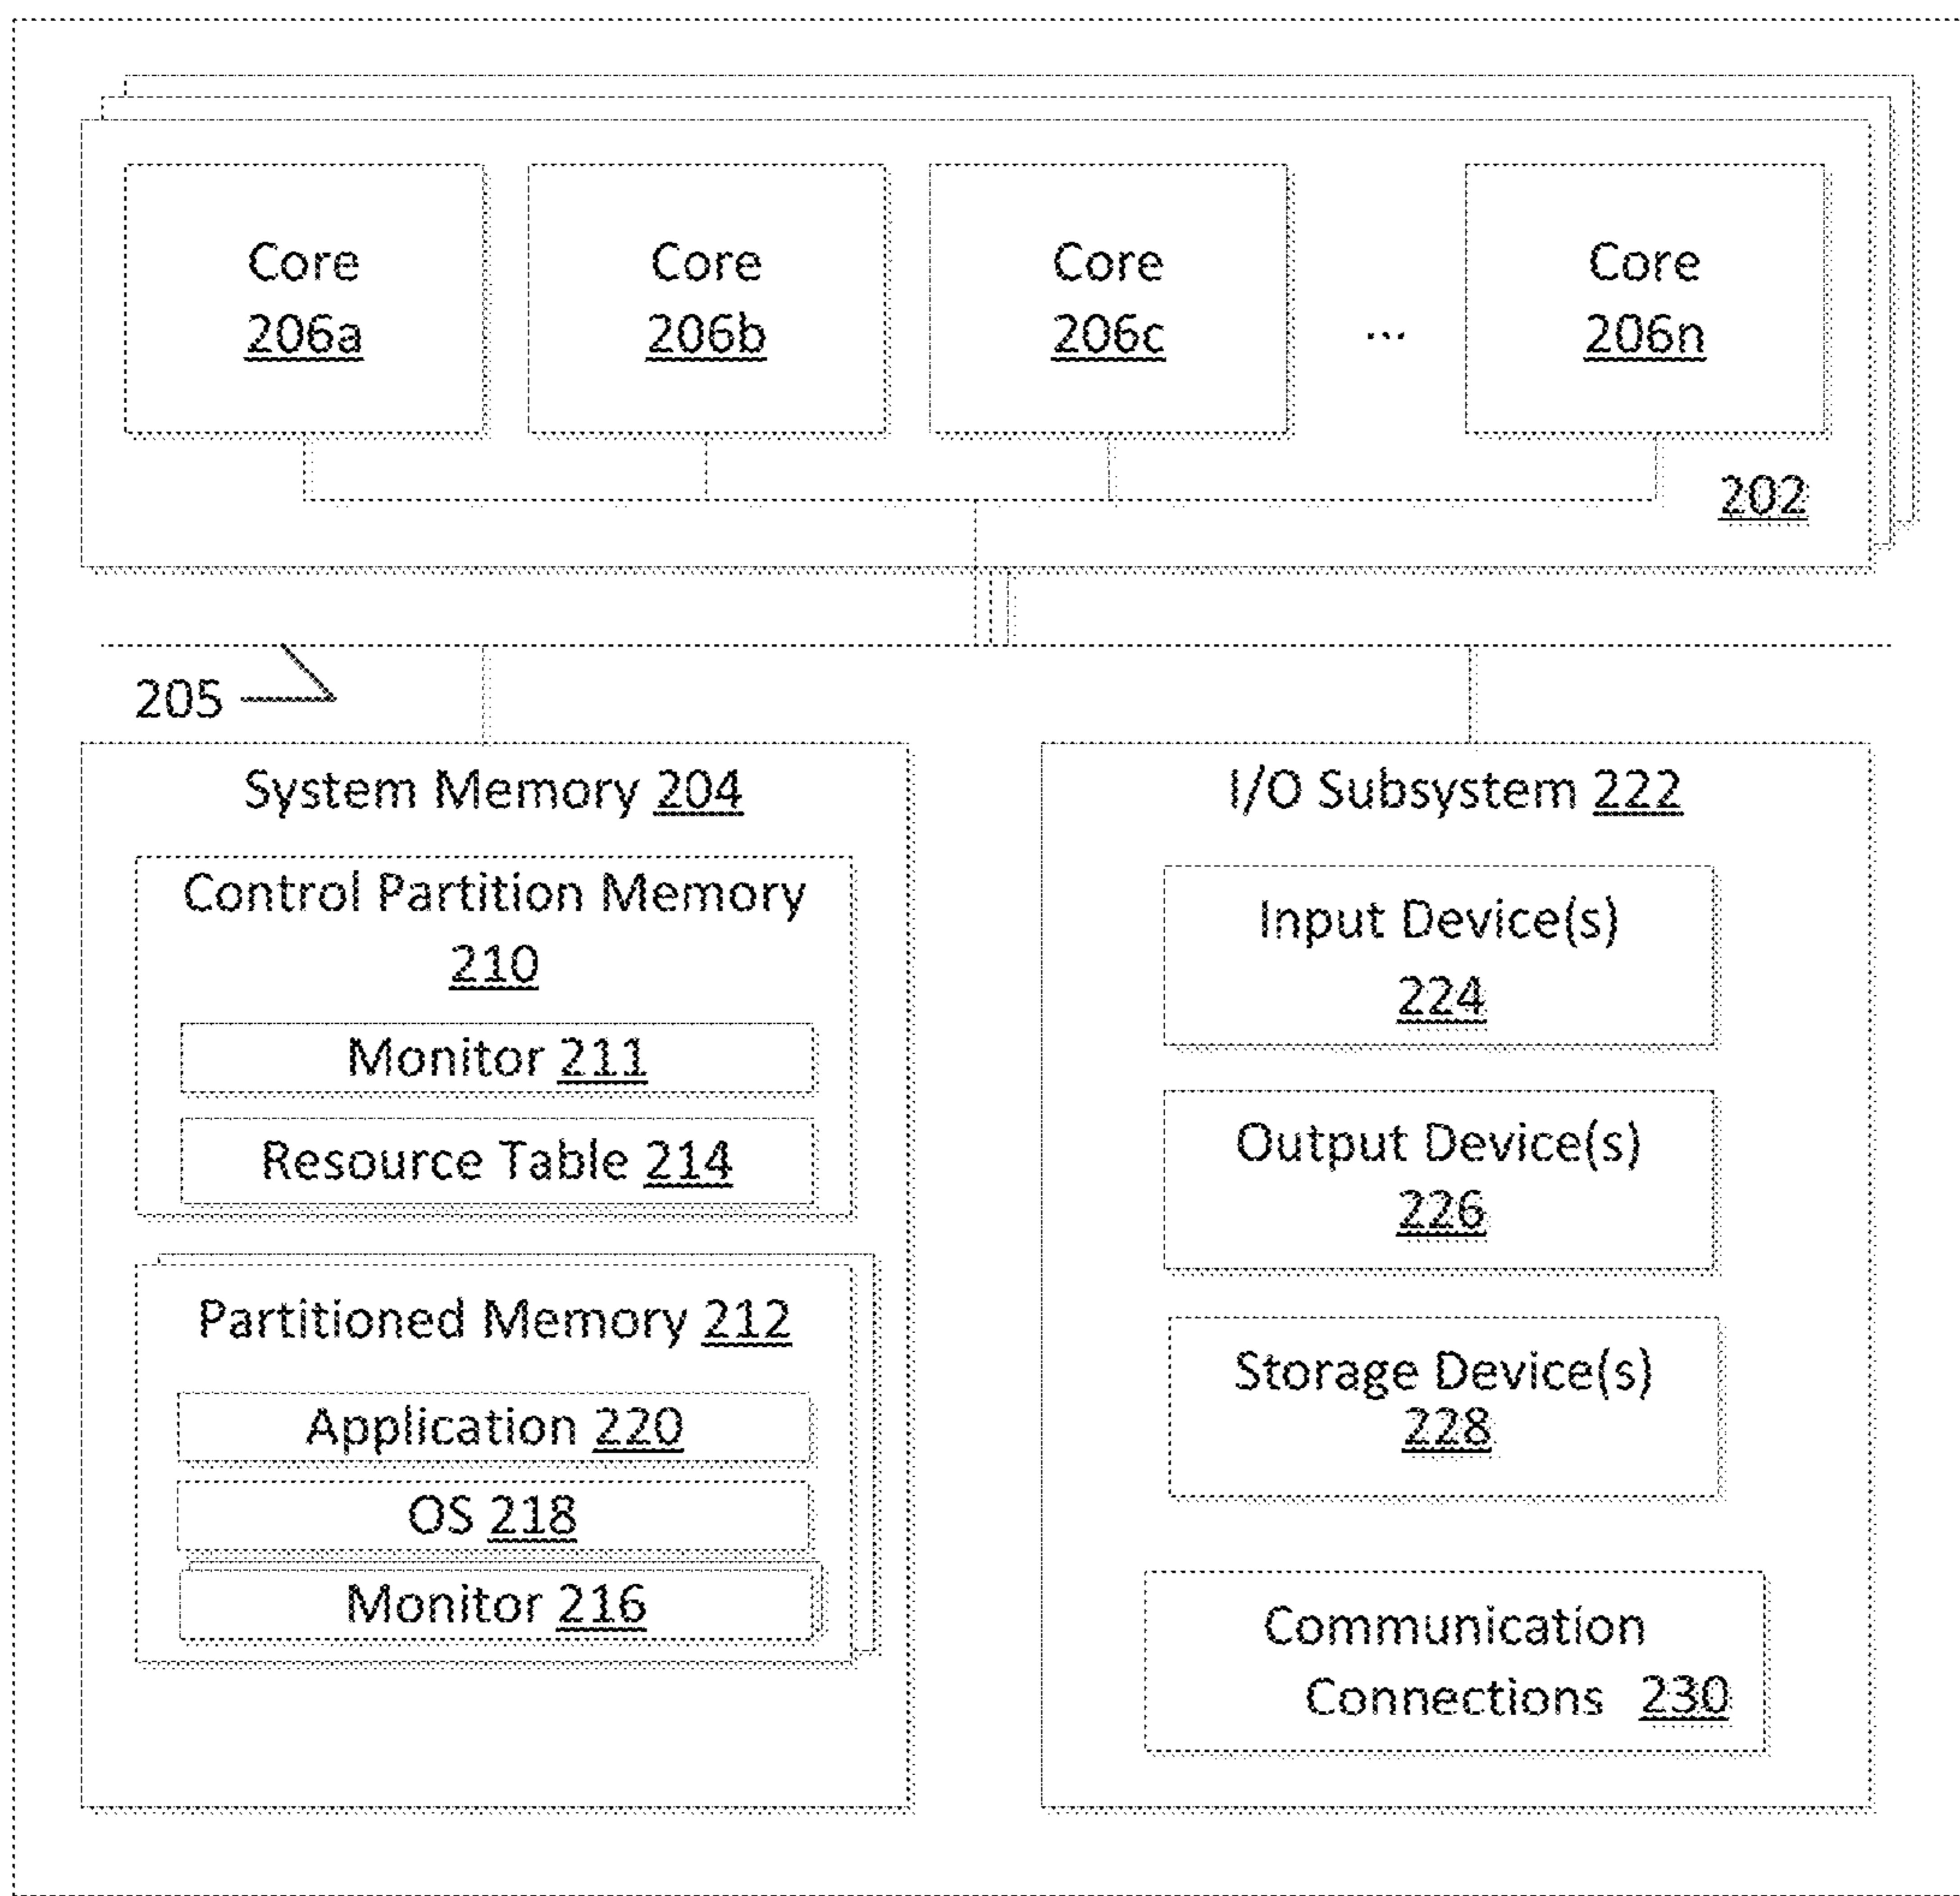 Core
206a
Core
206b
Core
206c
...
Core
206n
202
205
System Memory 204
Control Partition Memory
210
Monitor 211
Resource Table 214
Partitioned Memory 212
Application 220
OS 218
Monitor 216
I/O Subsystem 222
Input Device(s)
224
Output Device(s)
226
Storage Device(s)
228
Communication
Connections 230